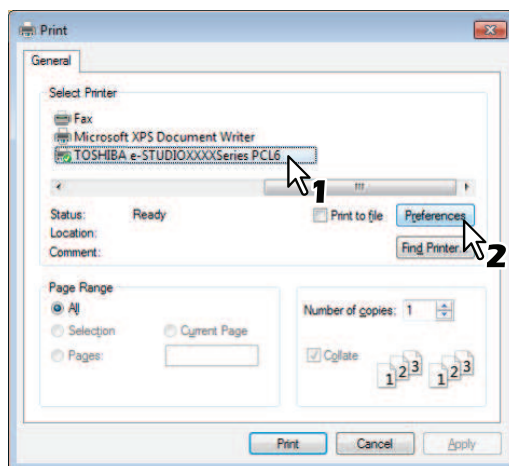 Print
General
Select Printer
Fax
Microsoft XPS Document Writer
TOSHIBA e-STUDIOXXXXSeries PCL6
1
Status: Ready Print to file Preferences
Location:
Comment: Find Printer...
2
Page Range
All Number of copies: 1
Selection Current Page
Pages: Collate
1 2 3 1 2 3
Print Cancel Apply